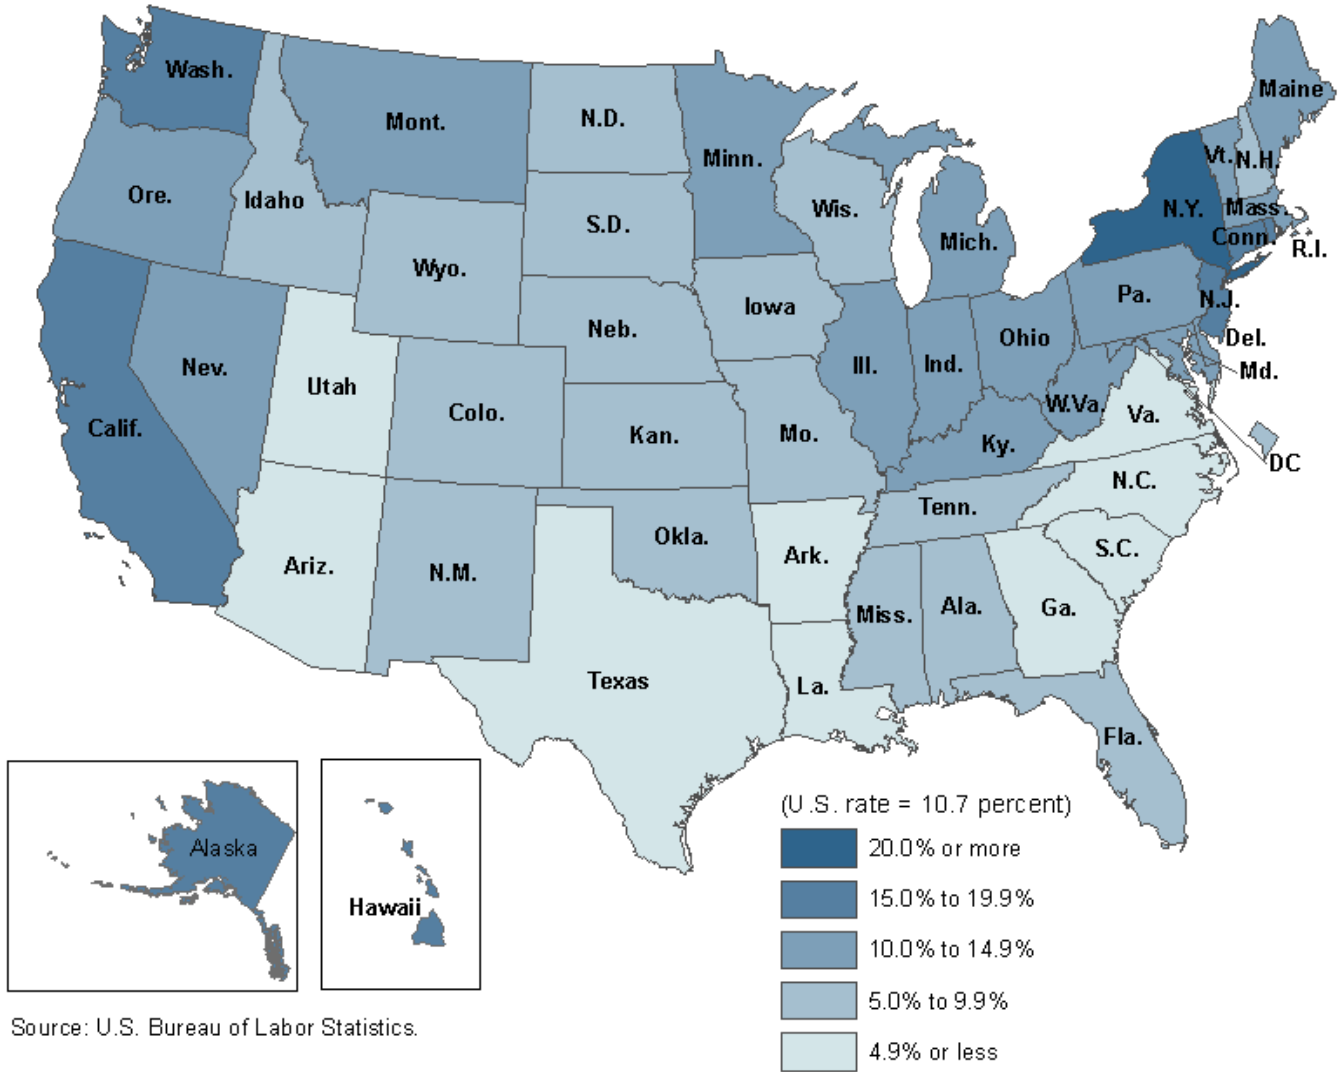 Wash.
Mont.
N.D.
Minn.
Maine
Vt.
N.H.
Ore.
Idaho
Wis.
N.Y.
Mass.
S.D.
Mich.
Conn.
R.I.
Wyo.
Pa.
N.J.
Iowa
Neb.
Ohio
Del.
Nev.
Ill.
Ind.
Md.
Utah
W.Va.
Colo.
Va.
Calif.
Kan.
Mo.
Ky.
DC
N.C.
Tenn.
Okla.
S.C.
Ariz.
N.M.
Ark.
Miss.
Ala.
Ga.
Texas
La.
Fla.
Alaska
Hawaii
(U.S. rate = 10.7 percent)
20.0% or more
15.0% to 19.9%
10.0% to 14.9%
5.0% to 9.9%
4.9% or less
Source: U.S. Bureau of Labor Statistics.